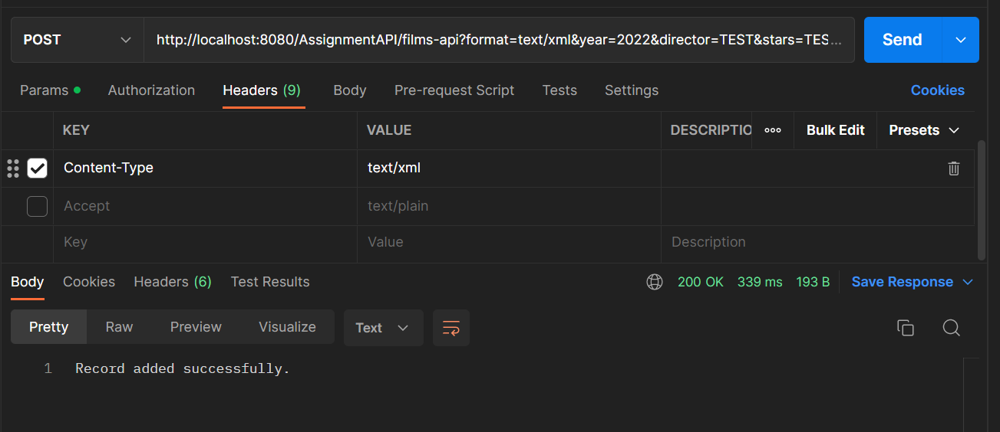 POST http://localhost:8080/AssignmentAPI/films-api?format=text/xml&year=2022&director=TEST&stars=TES... Send
Params Authorization Headers (9) Body Pre-request Script Tests Settings Cookies
KEY VALUE DESCRIPTIO Bulk Edit Presets
Content-Type text/xml
Accept text/plain
Key Value Description
Body Cookies Headers (6) Test Results 200 OK 339 ms 193 B Save Response
Pretty Raw Preview Visualize Text
1 Record added successfully.